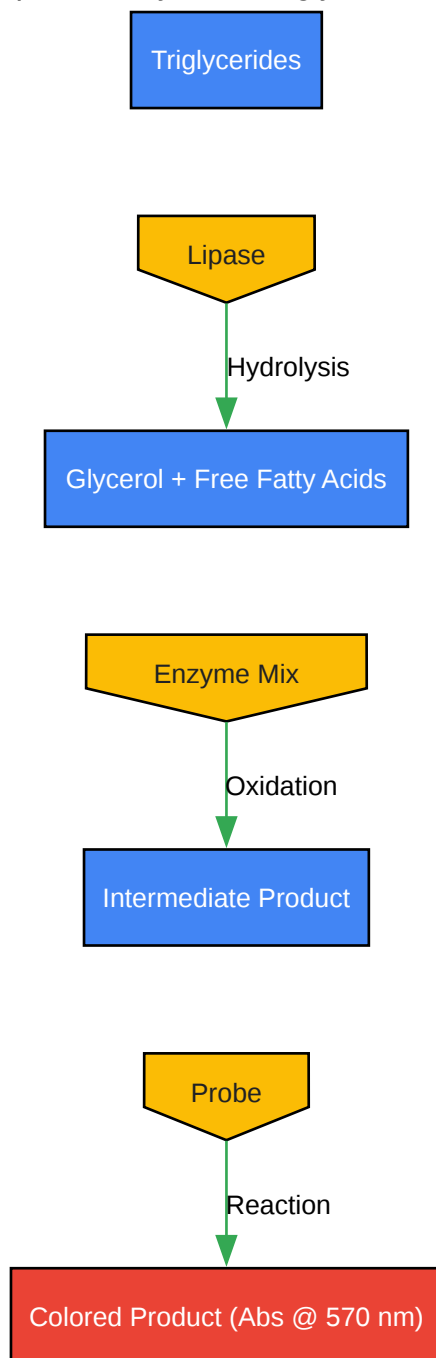 Triglycerides
Lipase
Hydrolysis
Glycerol + Free Fatty Acids
Enzyme Mix
Oxidation
Intermediate Product
Probe
Reaction
Colored Product (Abs @ 570 nm)